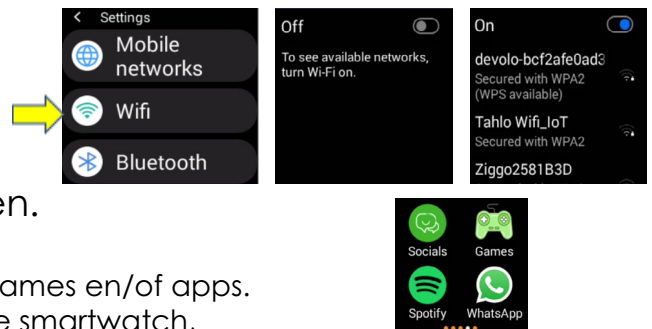 < Settings
Mobile
networks
Wifi
Bluetooth
Off
To see available networks,
turn Wi-Fi on.
On
devolo-bcf2afe0ad3
Secured with WPA2
(WPS available)
Tahlo Wifi_IoT
Secured with WPA2
Ziggo2581B3D
en.
ames en/of apps.
e smartwatch.
Socials Games
Spotify WhatsApp